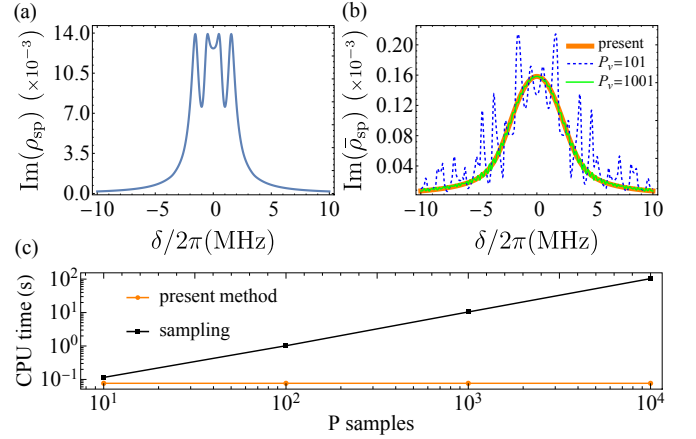 (a)
14.0
10.5
7.0
3.5
0.0
Im(ρsp) (×10⁻³)
−10 −5 0 5 10
δ/2π(MHz)
(b)
0.20
0.16
0.12
0.08
0.04
Im(ρ̄sp) (×10⁻³)
present
Pᵥ=101
Pᵥ=1001
−10 −5 0 5 10
δ/2π(MHz)
(c)
10²
10¹
10⁰
10⁻¹
CPU time (s)
present method
sampling
10¹ 10² 10³ 10⁴
P samples